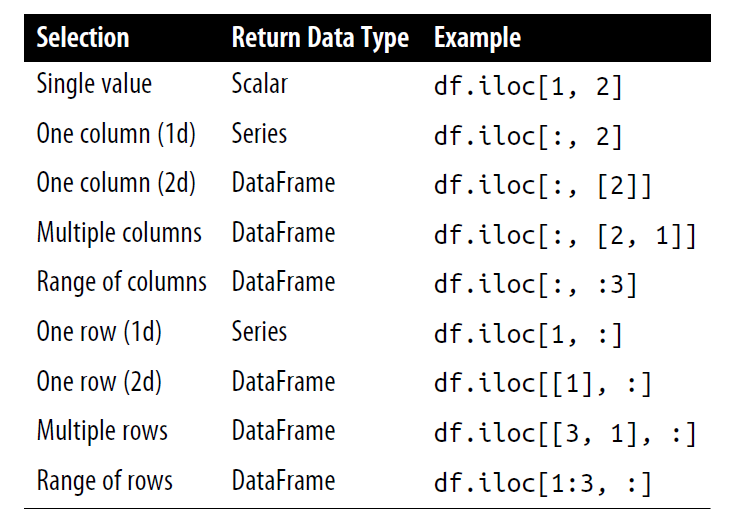 Selection Return Data Type Example
Single value Scalar df.iloc[1, 2]
One column (1d) Series df.iloc[:, 2]
One column (2d) DataFrame df.iloc[:, [2]]
Multiple columns DataFrame df.iloc[:, [2, 1]]
Range of columns DataFrame df.iloc[:, :3]
One row (1d) Series df.iloc[1, :]
One row (2d) DataFrame df.iloc[[1], :]
Multiple rows DataFrame df.iloc[[3, 1], :]
Range of rows DataFrame df.iloc[1:3, :]